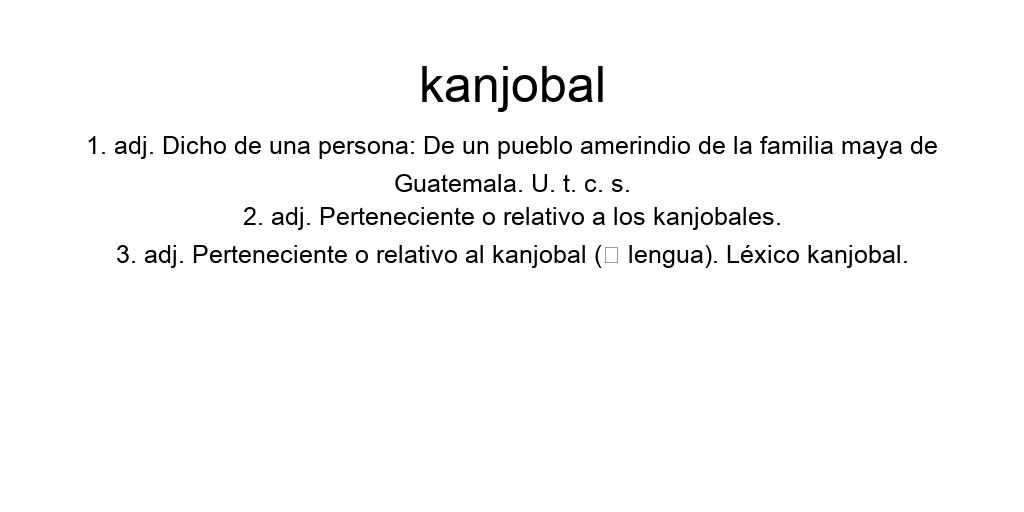 kanjobal
1. adj. Dicho de una persona: De un pueblo amerindio de la familia maya de
Guatemala. U. t. c. s.
2. adj. Perteneciente o relativo a los kanjobales.
3. adj. Perteneciente o relativo al kanjobal (□ lengua). Léxico kanjobal.